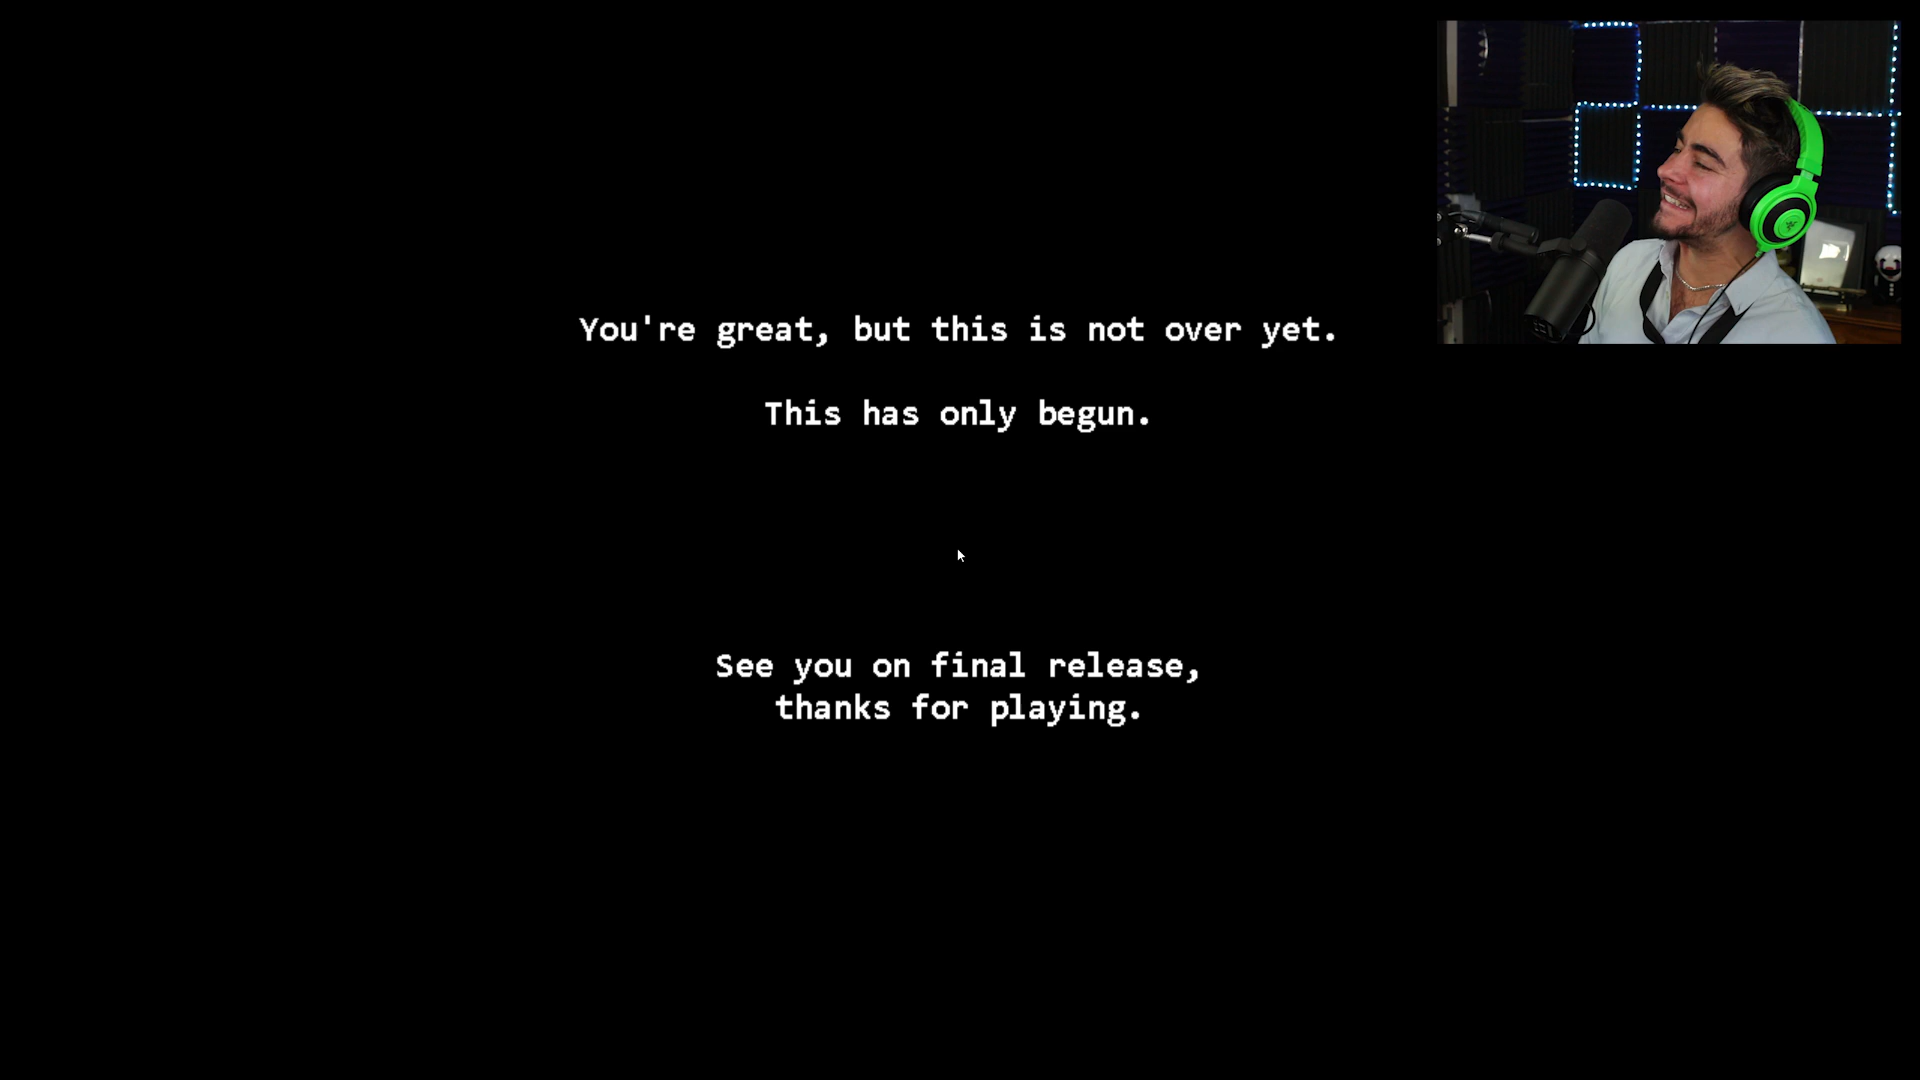 You're great, but this is not over yet.
This has only begun.
See you on final release,
thanks for playing.